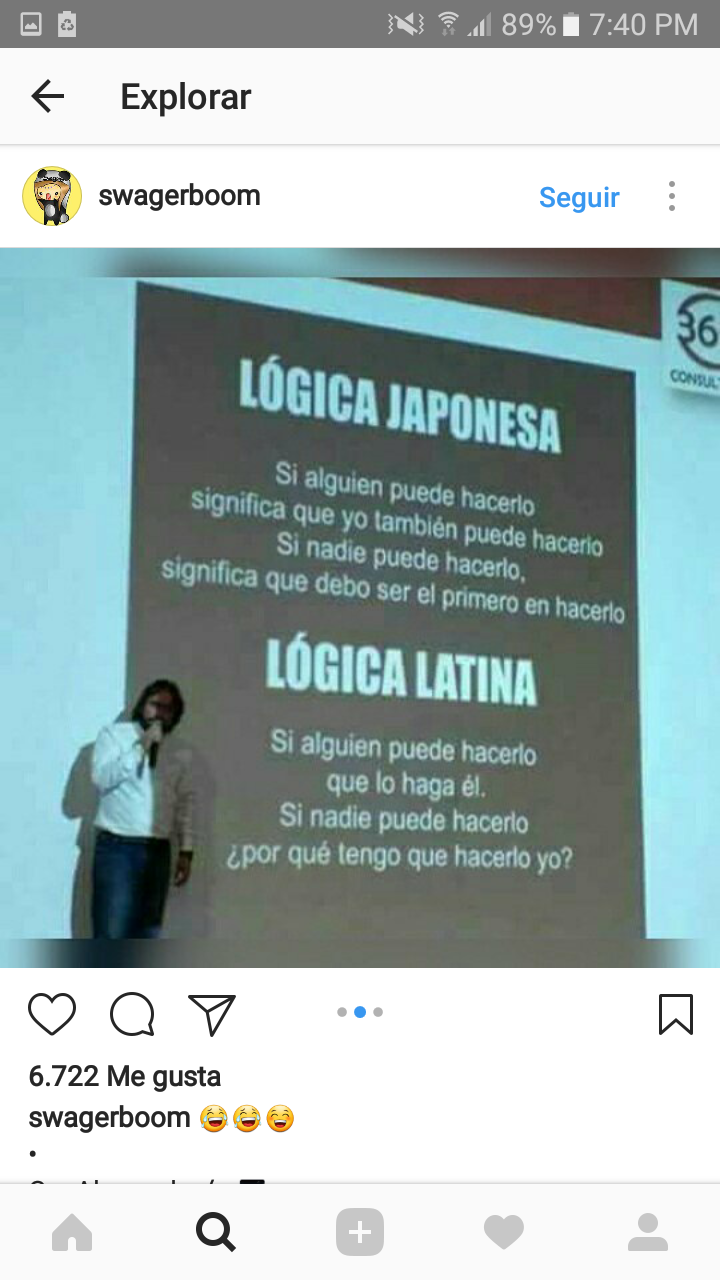 89% 7:40 PM
Explorar
swagerboom
Seguir
36
CONSUL
LÓGICA JAPONESA
Si alguien puede hacerlo
significa que yo también puede hacerlo
Si nadie puede hacerlo,
significa que debo ser el primero en hacerlo
LÓGICA LATINA
Si alguien puede hacerlo
que lo haga él.
Si nadie puede hacerlo
¿por qué tengo que hacerlo yo?
6.722 Me gusta
swagerboom 😂😂😁
•